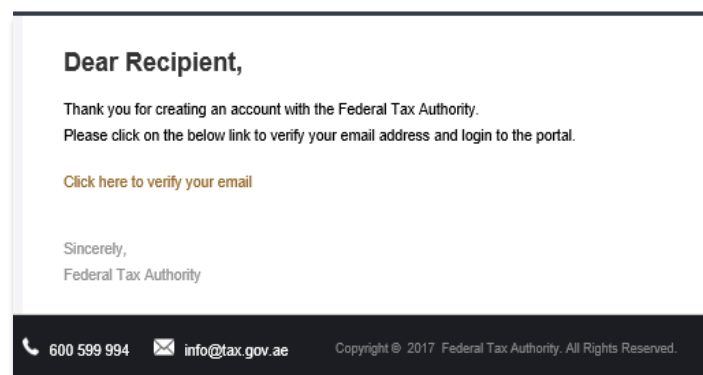 Dear Recipient,
Thank you for creating an account with the Federal Tax Authority.
Please click on the below link to verify your email address and login to the portal.
Click here to verify your email
Sincerely,
Federal Tax Authority
600 599 994 info@tax.gov.ae Copyright © 2017 Federal Tax Authority. All Rights Reserved.